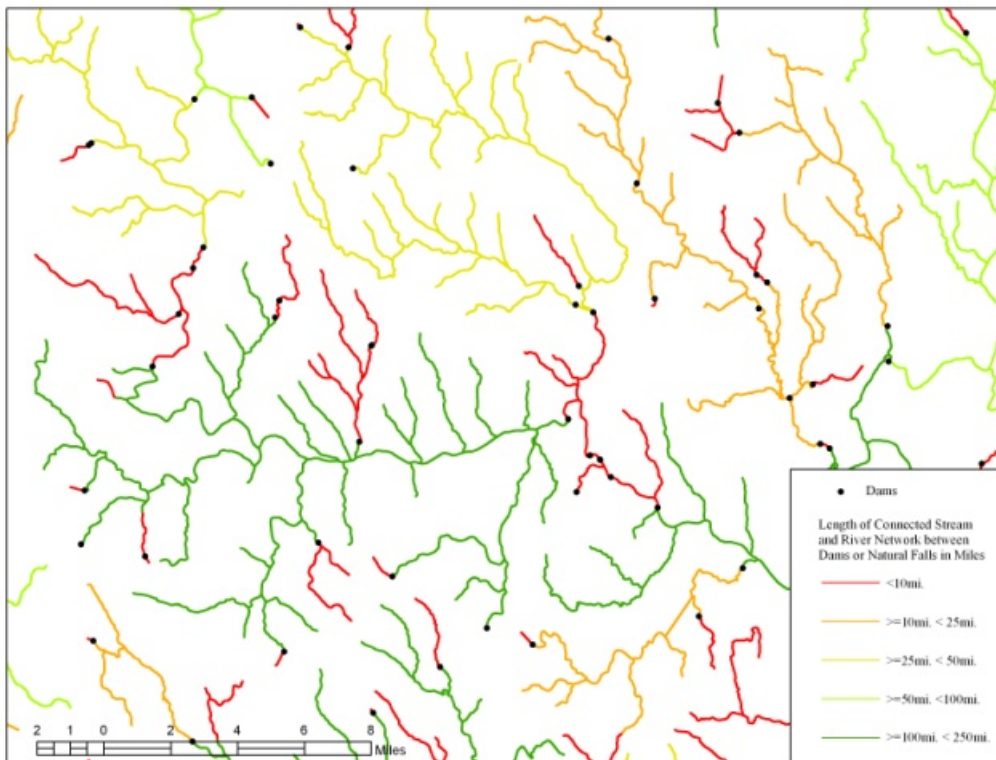 Dams
Length of Connected Stream
and River Network between
Dams or Natural Falls in Miles
<10mi.
>=10mi. < 25mi.
>=25mi. < 50mi.
>=50mi. <100mi.
>=100mi. < 250mi.
2 1 0 2 4 6 8
Miles